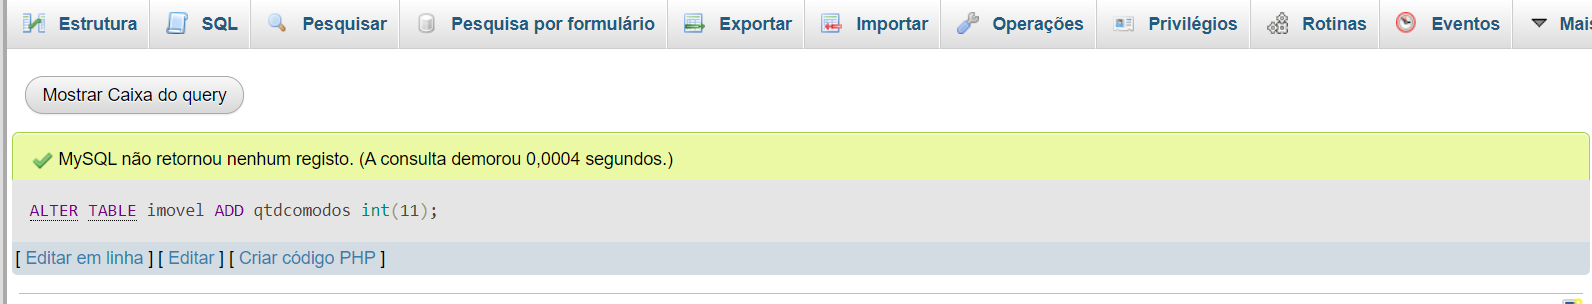 Estrutura SQL Pesquisar Pesquisa por formulário Exportar Importar Operações Privilégios Rotinas Eventos Mais
Mostrar Caixa do query
MySQL não retornou nenhum registo. (A consulta demorou 0,0004 segundos.)
ALTER TABLE imovel ADD qtdcomodos int(11);
[ Editar em linha ] [ Editar ] [ Criar código PHP ]